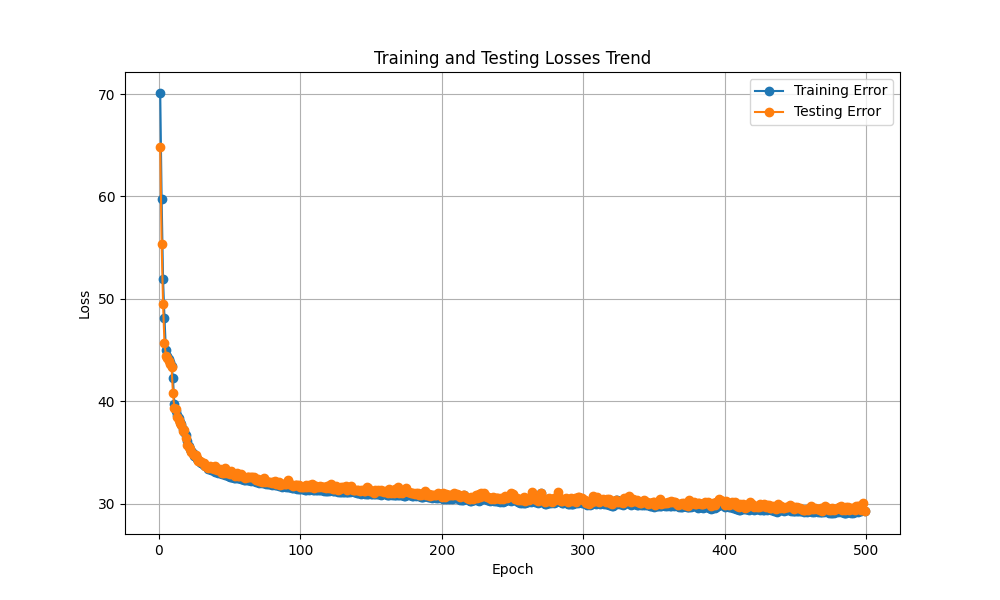 Training and Testing Losses Trend
Training Error
Testing Error
70
60
50
40
30
Loss
0
100
200
300
400
500
Epoch